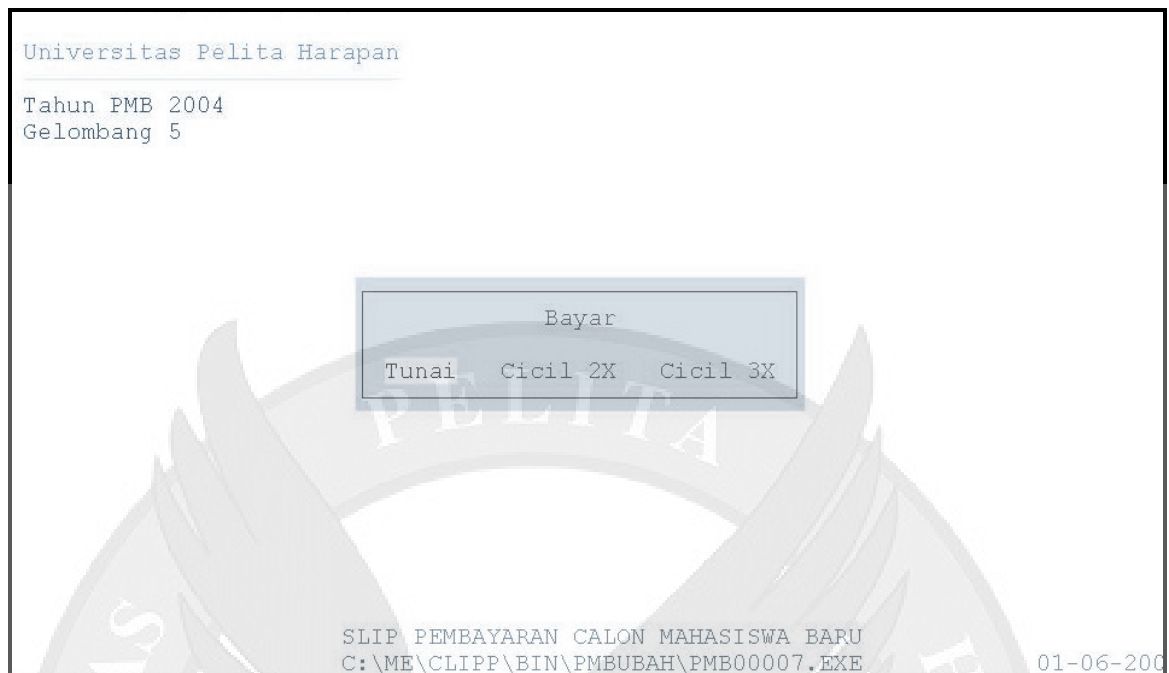 Universitas Pelita Harapan
Tahun PMB 2004
Gelombang 5
Bayar
Tunai Cicil 2X Cicil 3X
PELITA
AS
H
SLIP PEMBAYARAN CALON MAHASISWA BARU
C:\ME\CLIPP\BIN\PMBUBAH\PMB00007.EXE 01-06-200